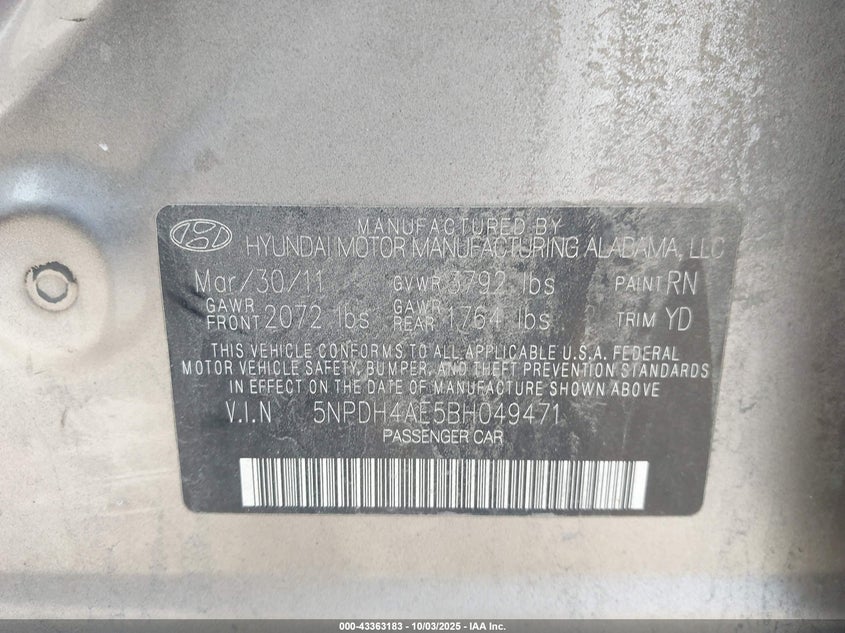 MANUFACTURED BY
HYUNDAI MOTOR MANUFACTURING ALABAMA, LLC
Mar/30/11 GVWR 3792 lbs PAINT RN
GAWR FRONT 2072 lbs GAWR REAR 1764 lbs TRIM YD
THIS VEHICLE CONFORMS TO ALL APPLICABLE U.S.A. FEDERAL
MOTOR VEHICLE SAFETY, BUMPER, AND THEFT PREVENTION STANDARDS
IN EFFECT ON THE DATE OF MANUFACTURE SHOWN ABOVE
V.I.N 5NPDH4AE5BH049471
PASSENGER CAR
000-43363183 - 10/03/2025 - IAA Inc.